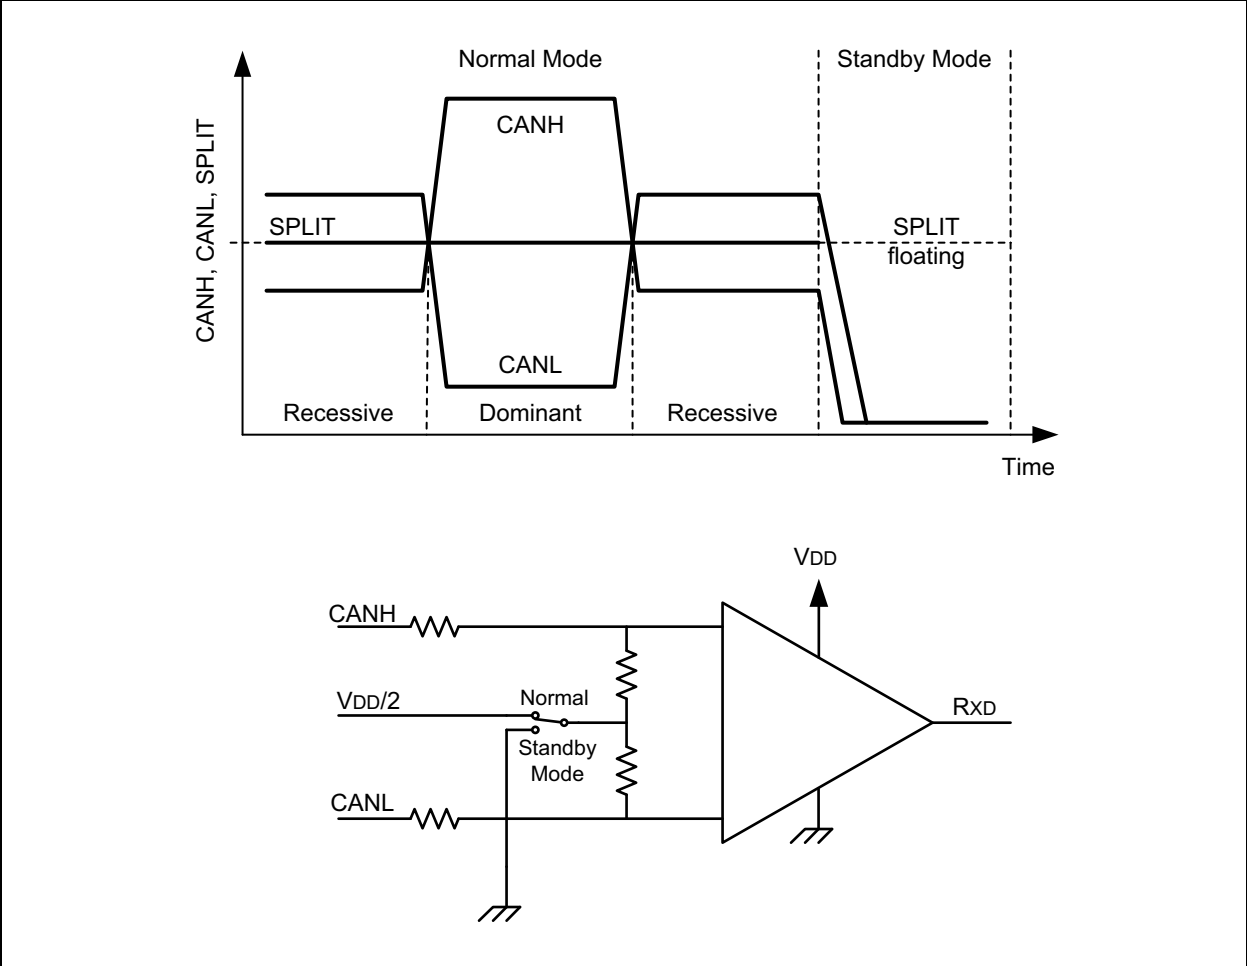 Normal Mode
Standby Mode
CANH, CANL, SPLIT
CANH
SPLIT
SPLIT
floating
CANL
Recessive
Dominant
Recessive
Time
VDD
CANH
Normal
VDD/2
RXD
Standby
Mode
CANL